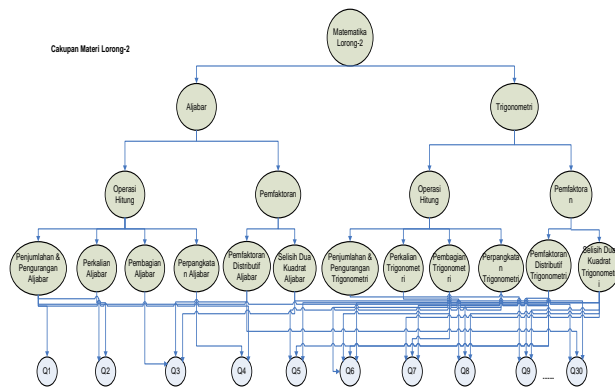 Matematika
Lorong-2
Cakupan Materi Lorong-2
Aljabar
Trigonometri
Operasi
Hitung
Pemfaktoran
Operasi
Hitung
Pemfaktora
n
Penjumlahan &
Pengurangan
Aljabar
Perkalian
Aljabar
Pembagian
Aljabar
Perpangkata
n Aljabar
Pemfaktoran
Distributif
Aljabar
Selisih Dua
Kuadrat
Aljabar
Penjumlahan &
Pengurangan
Trigonometri
Perkalian
Trigonomet
ri
Pembagian
Trigonomet
ri
Perpangkata
n
Trigonometri
Pemfaktoran
Distributif
Trigonometri
Selisih Dua
Kuadrat
Trigonometr
i
Q1
Q2
Q3
Q4
Q5
Q6
Q7
Q8
Q9
.....
Q30